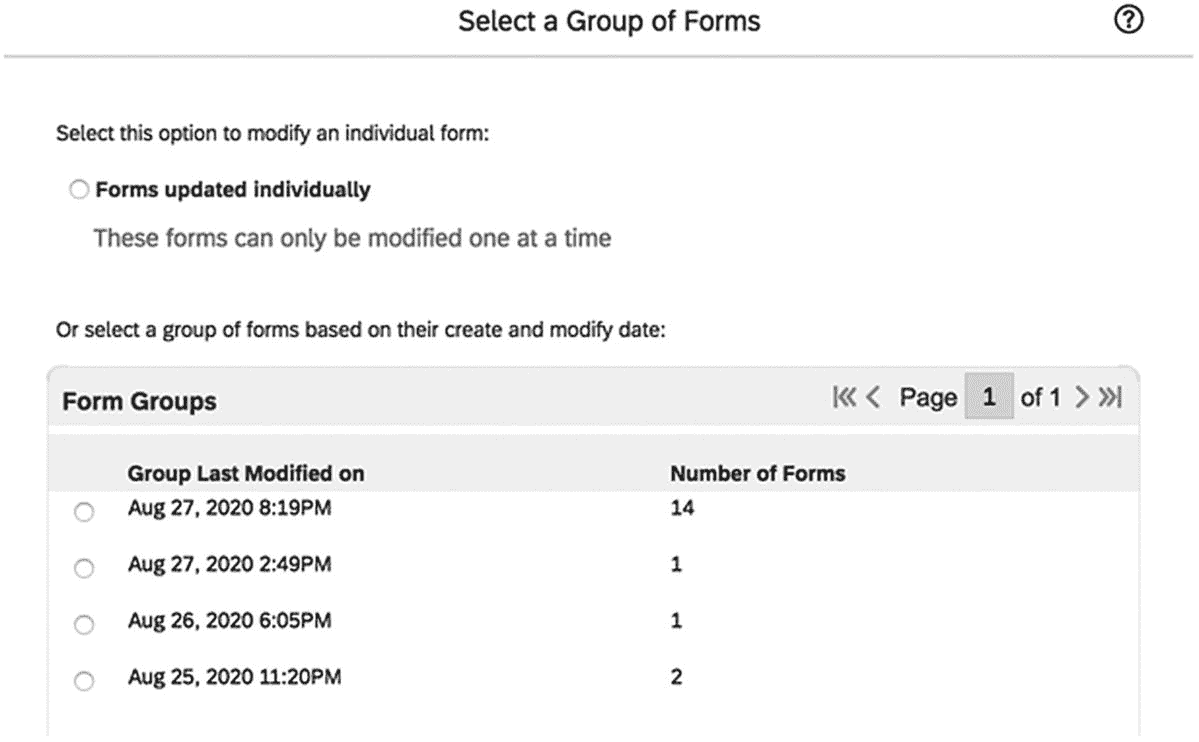 Select a Group of Forms ?
Select this option to modify an individual form:
Forms updated individually
These forms can only be modified one at a time
Or select a group of forms based on their create and modify date:
Form Groups Page 1 of 1
Group Last Modified on Number of Forms
Aug 27, 2020 8:19PM 14
Aug 27, 2020 2:49PM 1
Aug 26, 2020 6:05PM 1
Aug 25, 2020 11:20PM 2